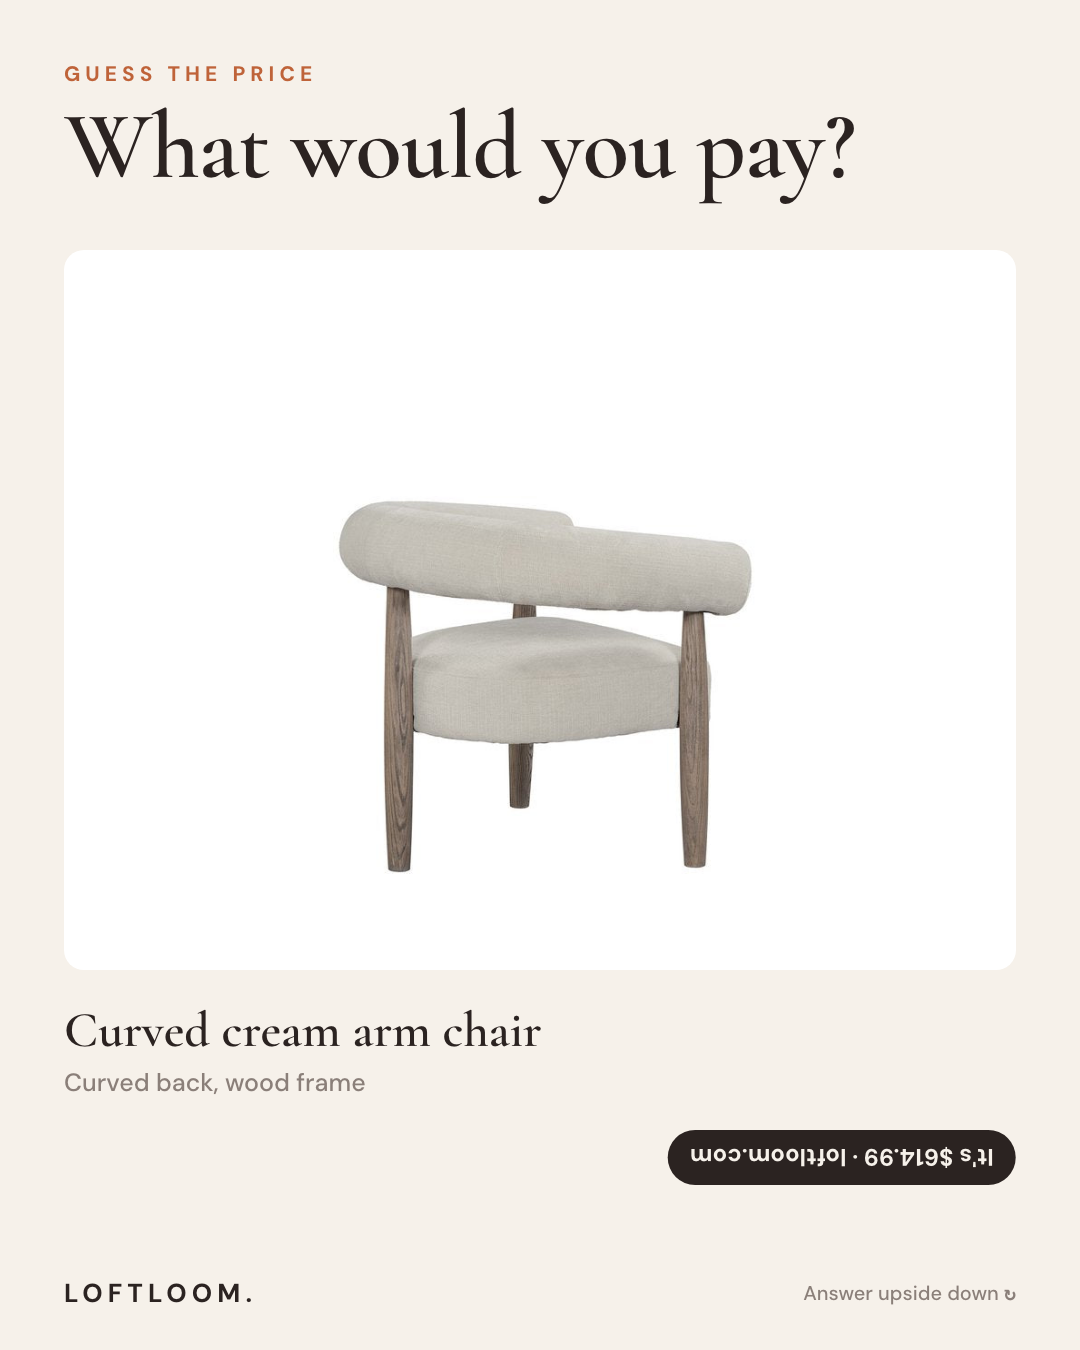 GUESS THE PRICE
What would you pay?
Curved cream arm chair
Curved back, wood frame
It's $614.99 · loftloom.com
LOFTLOOM.
Answer upside down ↻